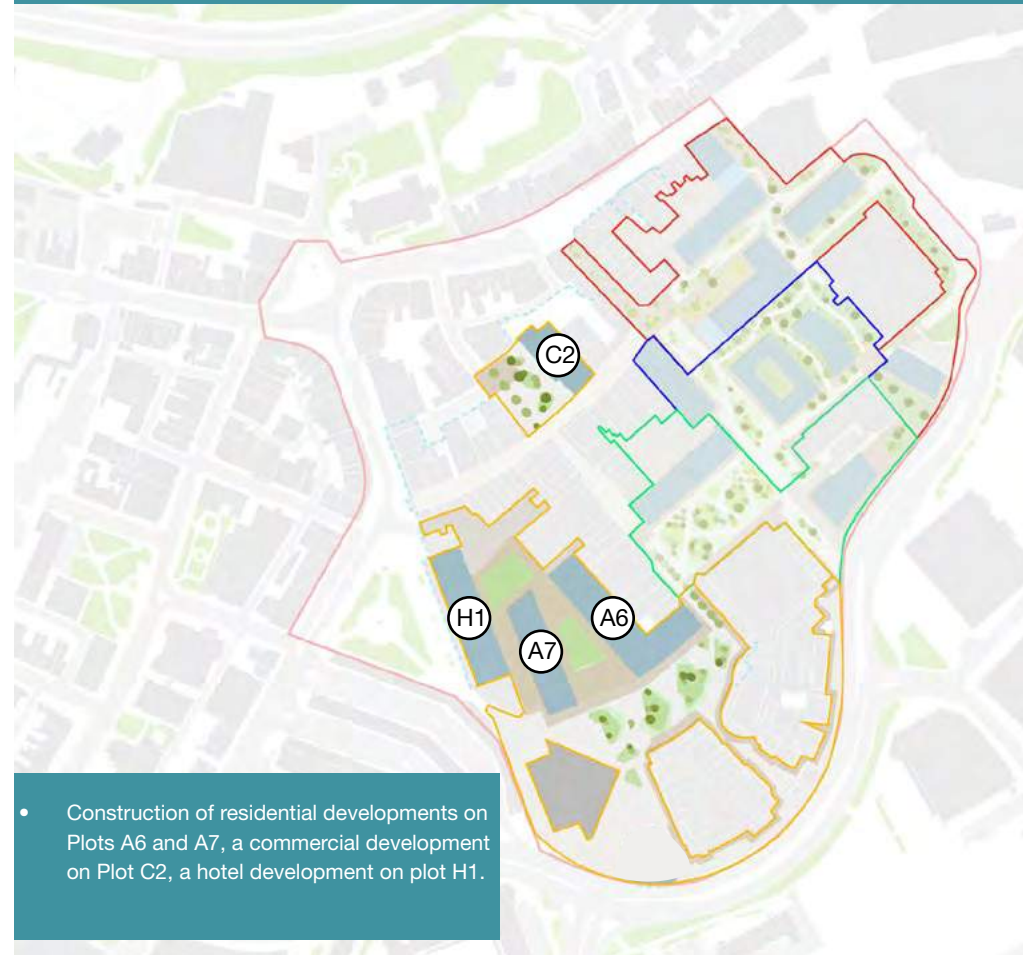 C2
H1
A6
A7
• Construction of residential developments on
Plots A6 and A7, a commercial development
on Plot C2, a hotel development on plot H1.